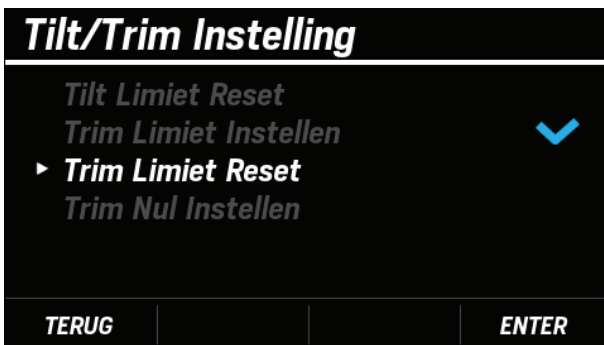 Tilt/Trim Instelling
Tilt Limiet Reset
Trim Limiet Instellen
Trim Limiet Reset
Trim Nul Instellen
TERUG ENTER